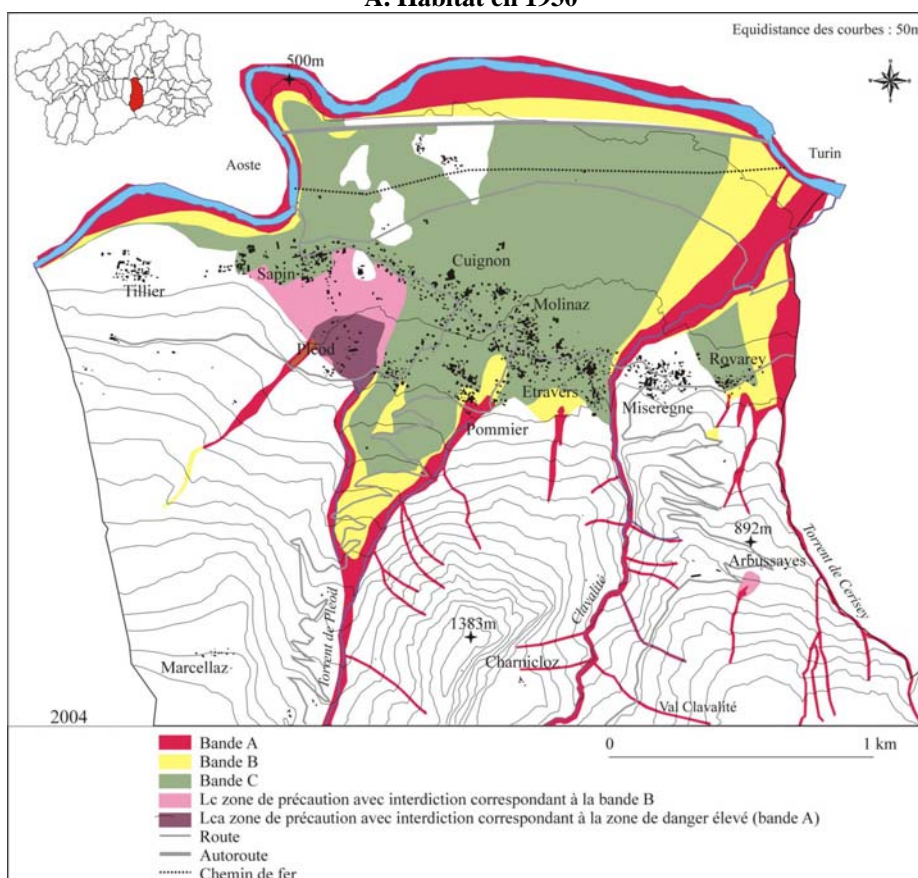 A. Habitat en 1950
Equidistance des courbes : 50m
500m
Aoste
Turin
Cuignon
Sapin
Tillier
Molinaz
Pléod
Rovarey
Etravers
Miserègne
Pommier
892m
Arbussayes
Torrent de Pléod
Clavalité
Torrent de Cerisey
1383m
Marcellaz
Charnicloz
Val Clavalité
2004
Bande A
0 1 km
Bande B
Bande C
Lc zone de précaution avec interdiction correspondant à la bande B
Lca zone de précaution avec interdiction correspondant à la zone de danger élevé (bande A)
Route
Autoroute
Chemin de fer